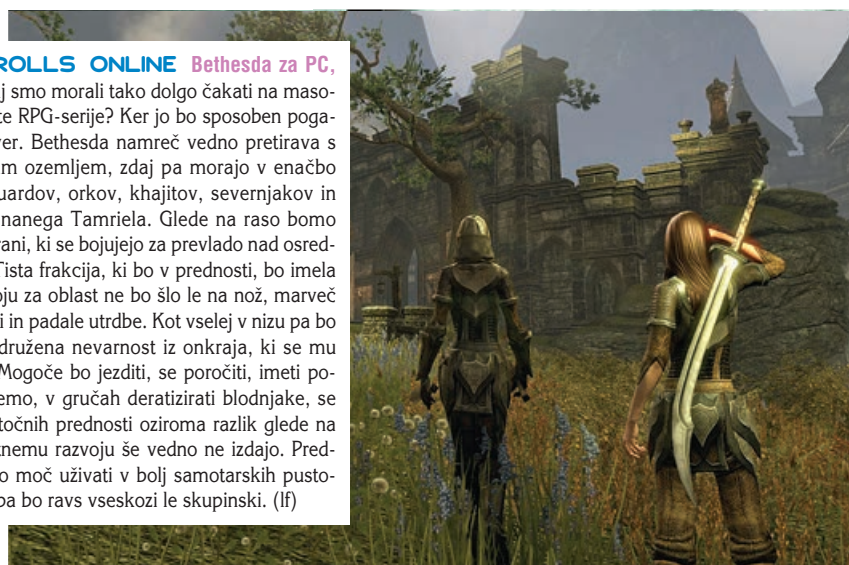 ROLLS ONLINE Bethesda za PC,
j smo morali tako dolgo čakati na maso-
te RPG-serije? Ker jo bo sposoben poga-
ver. Bethesda namreč vedno pretirava s
m ozemljem, zdaj pa morajo v enačbo
uardov, orkov, khajitov, severnjakov in
nanega Tamriela. Glede na raso bomo
rani, ki se bojujejo za prevlado nad osred-
Tista frakcija, ki bo v prednosti, bo imela
oju za oblast ne bo šlo le na nož, marveč
i in padale utrdbe. Kot vselej v nizu pa bo
družena nevarnost iz onkraja, ki se mu
Mogoče bo jezditi, se poročiti, imeti po-
emo, v gručah deratizirati blodnjake, se
točnih prednosti oziroma razlik glede na
znemu razvoju še vedno ne izdajo. Pred-
o moč uživati v bolj samotarskih pusto-
pa bo ravs vseskozi le skupinski. (lf)